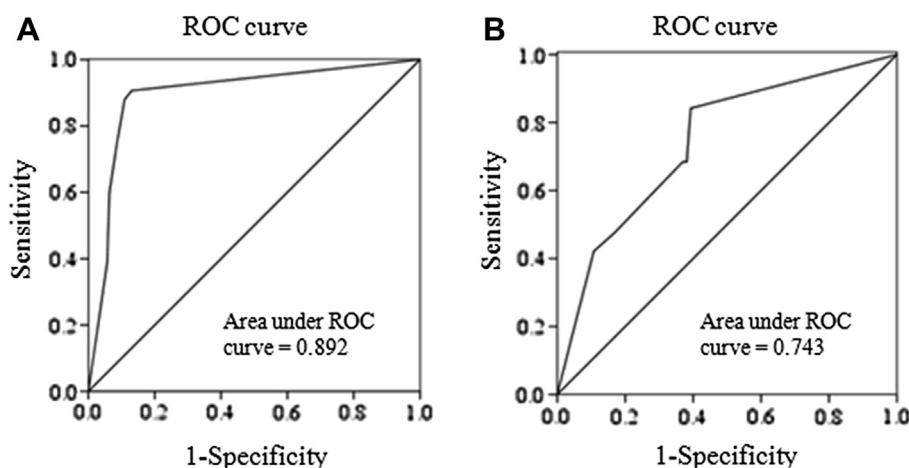 A
ROC curve
1.0
0.8
0.6
0.4
0.2
0.0
Sensitivity
Area under ROC
curve = 0.892
0.0 0.2 0.4 0.6 0.8 1.0
1-Specificity
B
ROC curve
1.0
0.8
0.6
0.4
0.2
0.0
Sensitivity
Area under ROC
curve = 0.743
0.0 0.2 0.4 0.6 0.8 1.0
1-Specificity